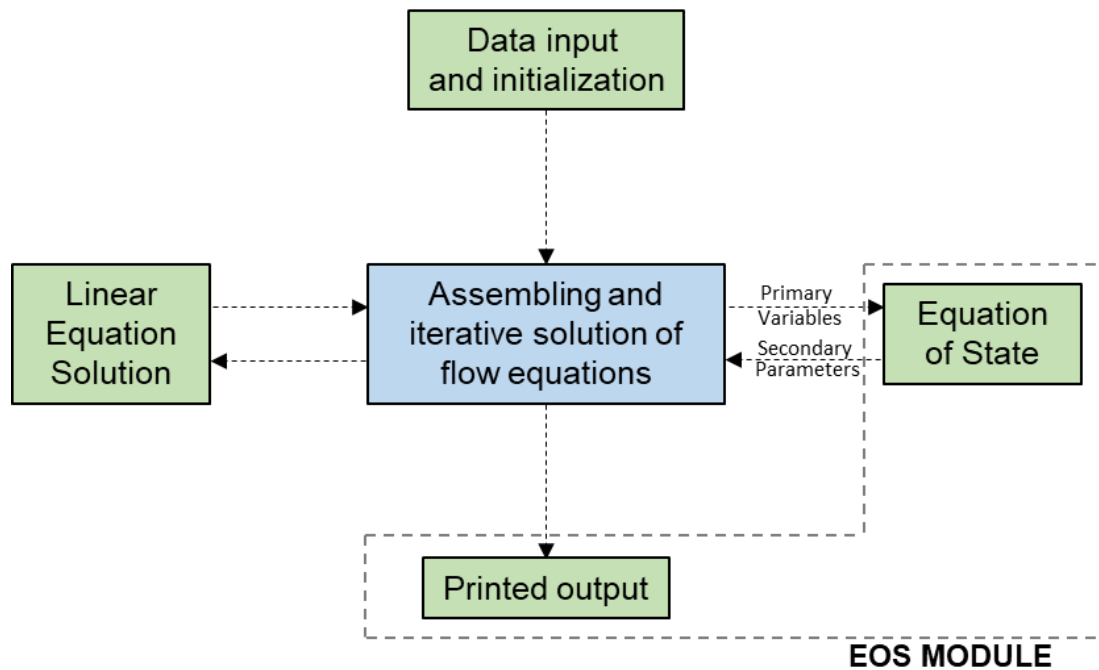 Data input
and initialization
Linear
Equation
Solution
Assembling and
iterative solution of
flow equations
Primary
Variables
Secondary
Parameters
Equation
of State
Printed output
EOS MODULE